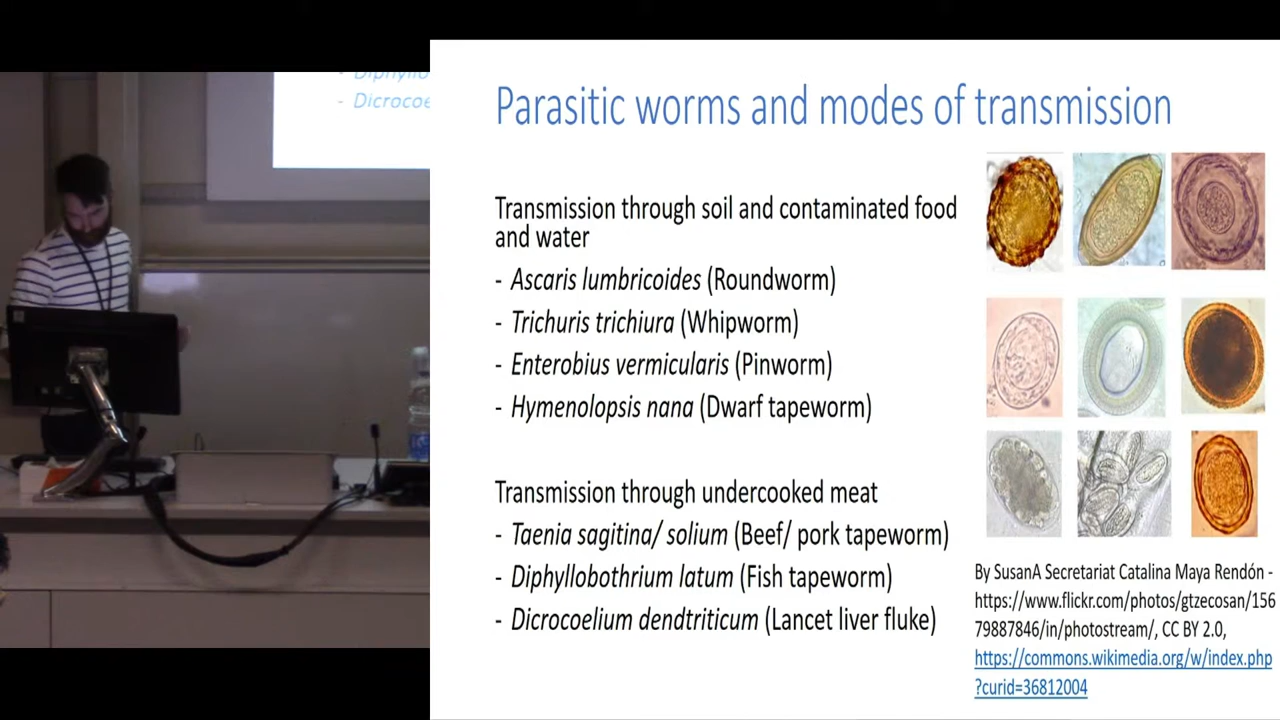 - Diphyllo
- Dicrocoe
Parasitic worms and modes of transmission
Transmission through soil and contaminated food
and water
- Ascaris lumbricoides (Roundworm)
- Trichuris trichiura (Whipworm)
- Enterobius vermicularis (Pinworm)
- Hymenolopsis nana (Dwarf tapeworm)
Transmission through undercooked meat
- Taenia sagitina/ solium (Beef/ pork tapeworm)
- Diphyllobothrium latum (Fish tapeworm)
- Dicrocoelium dendtriticum (Lancet liver fluke)
By SusanA Secretariat Catalina Maya Rendón -
https://www.flickr.com/photos/gtzecosan/156
79887846/in/photostream/, CC BY 2.0,
https://commons.wikimedia.org/w/index.php
?curid=36812004